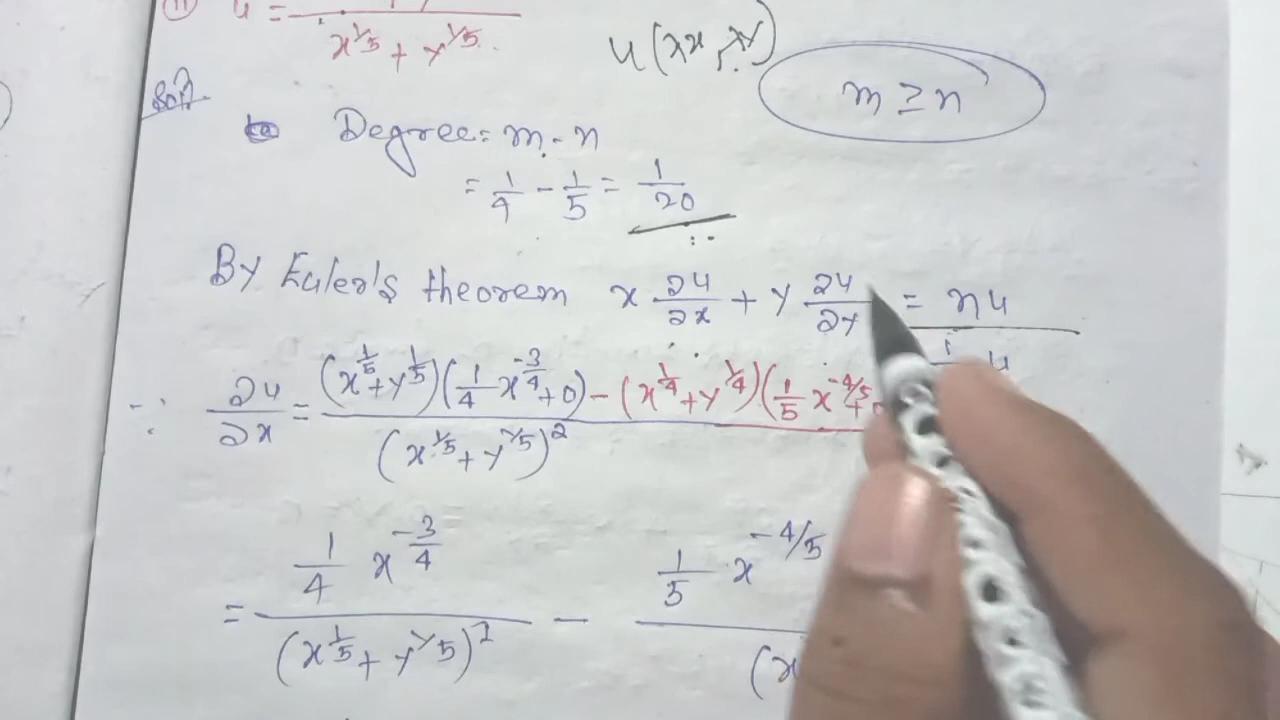 (ii) u =
x^1/5 + y^1/5
u(λx, λy)
m ≥ n
Soln
Degree = m - n
= 1/4 - 1/5 = 1/20
By Euler's theorem x ∂u/∂x + y ∂u/∂y = nu
∵ ∂u/∂x = (x^1/5 + y^1/5)(1/4 x^-3/4 + 0) - (x^1/4 + y^1/4)(1/5 x^-4/5 +
(x^1/5 + y^1/5)^2
= 1/4 x^-3/4 / (x^1/5 + y^1/5)^2 - 1/5 x^-4/5